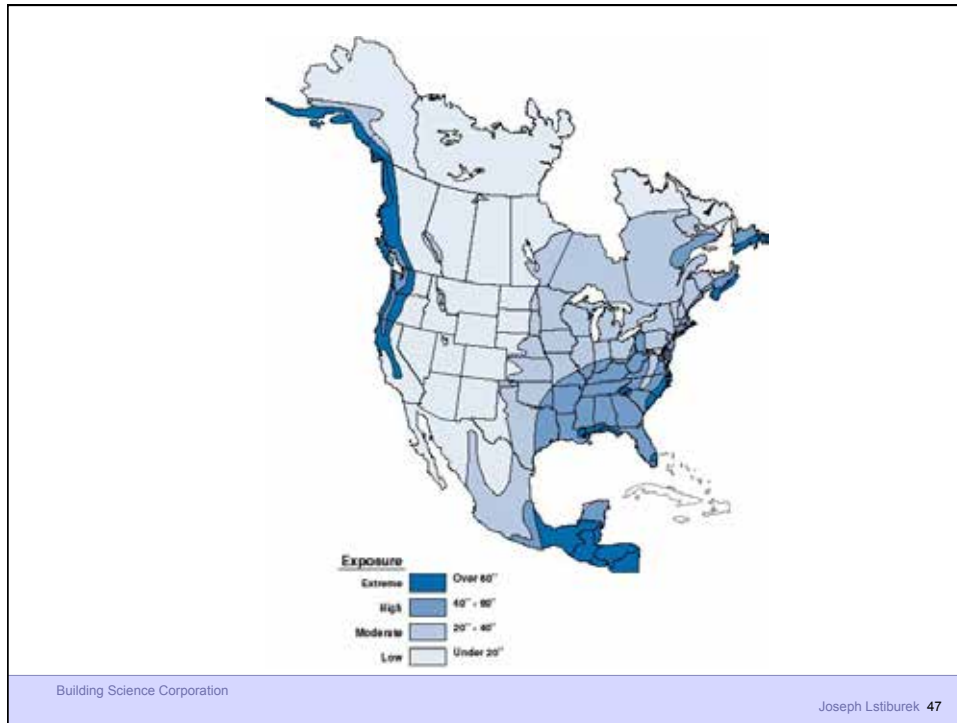 Exposure
Extreme Over 60"
High 40" - 60"
Moderate 20" - 40"
Low Under 20"
Building Science Corporation
Joseph Lstiburek 47